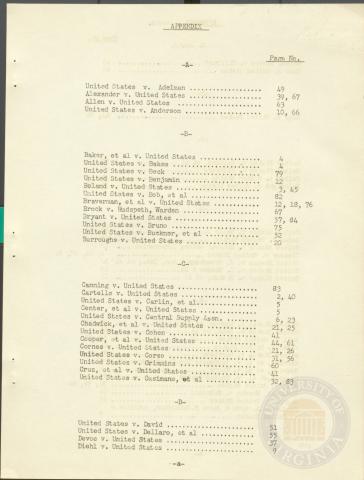 APPENDIX
Page No.
-A-
United States v. Adelman .................... 49
Alexander v. United States .................. 39, 67
Allen v. United States .................... 63
United States v. Anderson ................... 10, 66
-B-
Baker, et al v. United States ............... 4
United States v. Bakes ...................... 4
United States v. Beck ....................... 79
United States v. Benjamin ................... 12
Boland v. United States ..................... 3, 45
United States v. Bob, et al ................. 82
Braverman, et al v. United States ........... 12, 18, 76
Brock v. Hudspeth, Warden ................... 67
Bryant v. United States ..................... 57, 84
United States v. Bruno ...................... 75
United States v. Buckner, et al ............. 52
Burroughs v. United States .................. 20
-C-
Canning v. United States .................... 83
Cartello v. United States ................... 2, 40
United States v. Carlin, et al............... 5
Center, et al v. United States .............. 5
United States v. Central Supply Assn. ....... 6, 23
Chadwick, et al v. United States ............ 21, 25
United States v. Cohen ...................... 41
Cooper, et al v. United States .............. 44, 61
Cornes v. United States ..................... 21, 26
United States v. Corso ...................... 31, 56
United States v. Crimmins ................... 60
Cruz, et al v. United States ................ 41
United States v. Cusimano, et al ............ 32, 83
-D-
United States v. David ...................... 51
United States v. Dellaro, et al ............. 55
Devoe v. United States ...................... 37
Diehl v. United States ...................... 9
-a-
UNIVERSITY OF VIRGINIA